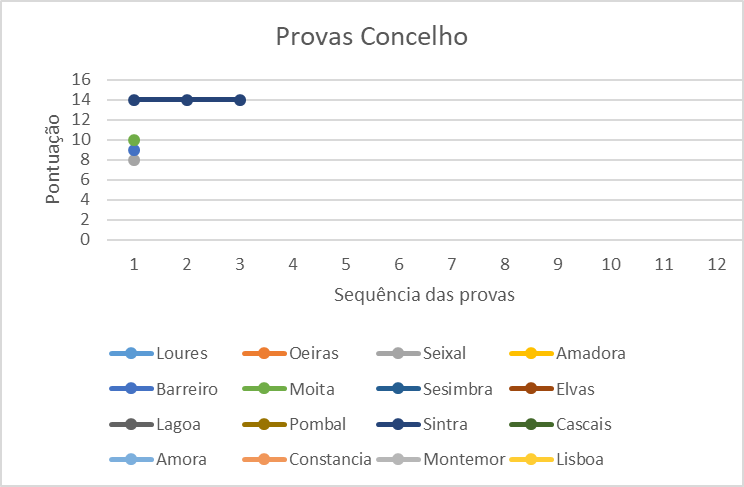 Provas Concelho
16
14
12
10
8
6
4
2
0
Pontuação
1 2 3 4 5 6 7 8 9 10 11 12
Sequência das provas
Loures Oeiras Seixal Amadora
Barreiro Moita Sesimbra Elvas
Lagoa Pombal Sintra Cascais
Amora Constancia Montemor Lisboa